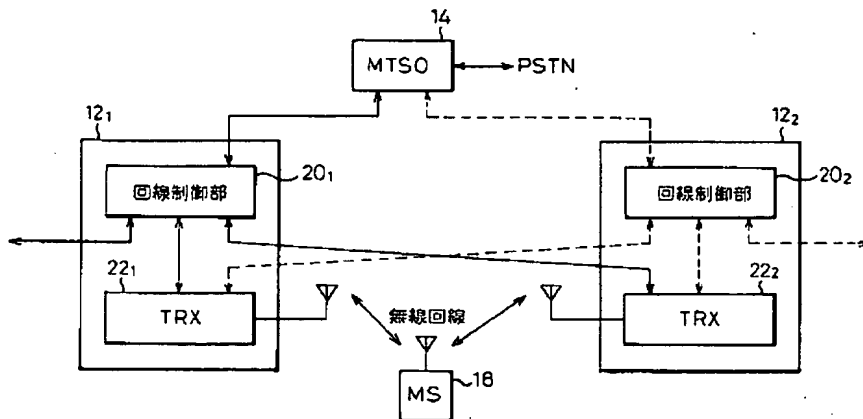 14
MTSO
PSTN
12₁
12₂
回線制御部
20₁
回線制御部
20₂
22₁
TRX
無線回線
22₂
TRX
MS
18